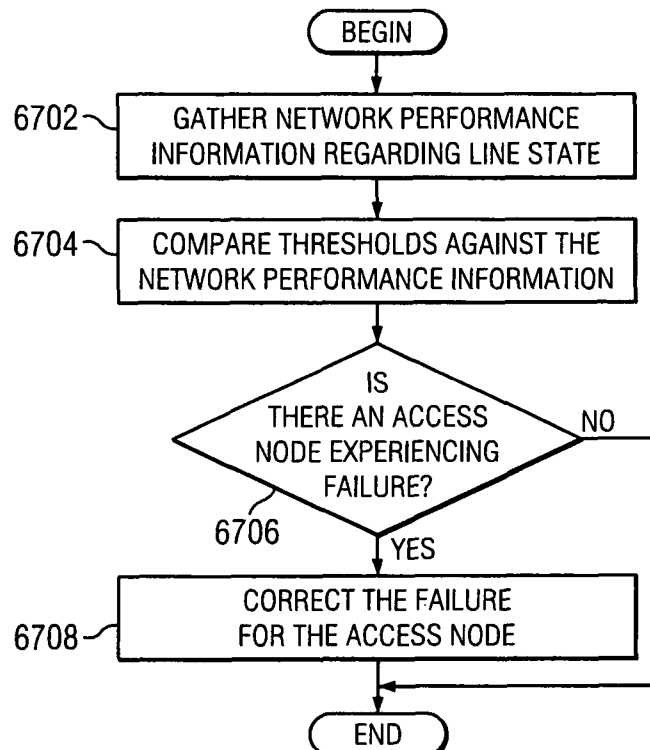 BEGIN
6702
GATHER NETWORK PERFORMANCE
INFORMATION REGARDING LINE STATE
6704
COMPARE THRESHOLDS AGAINST THE
NETWORK PERFORMANCE INFORMATION
IS
THERE AN ACCESS
NODE EXPERIENCING
FAILURE?
NO
6706
YES
6708
CORRECT THE FAILURE
FOR THE ACCESS NODE
END